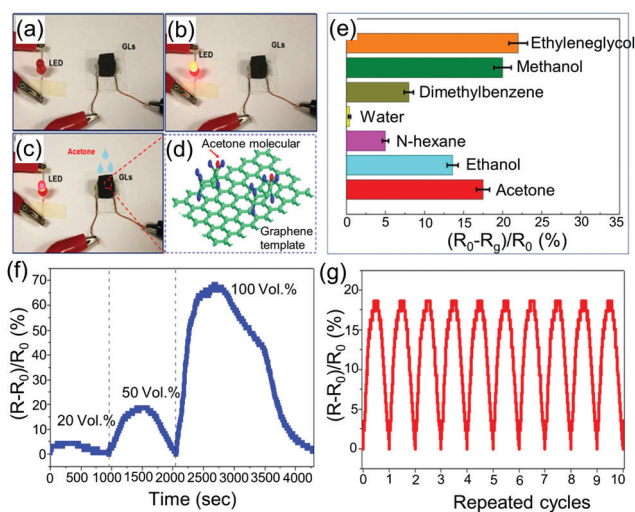 (a)
LED
GLs
(b)
LED
GLs
(c)
Acetone
LED
GLs
(d)
Acetone molecular
Graphene
template
(e)
Ethyleneglycol
Methanol
Dimethylbenzene
Water
N-hexane
Ethanol
Acetone
0 5 10 15 20 25 30 35
(R0-Rg)/R0 (%)
(f)
(R-R0)/R0 (%)
70
60
50
40
30
20
10
0
20 Vol.%
50 Vol.%
100 Vol.%
0 500 1000 1500 2000 2500 3000 3500 4000
Time (sec)
(g)
(R-R0)/R0 (%)
20
15
10
5
0
0 1 2 3 4 5 6 7 8 9 10
Repeated cycles